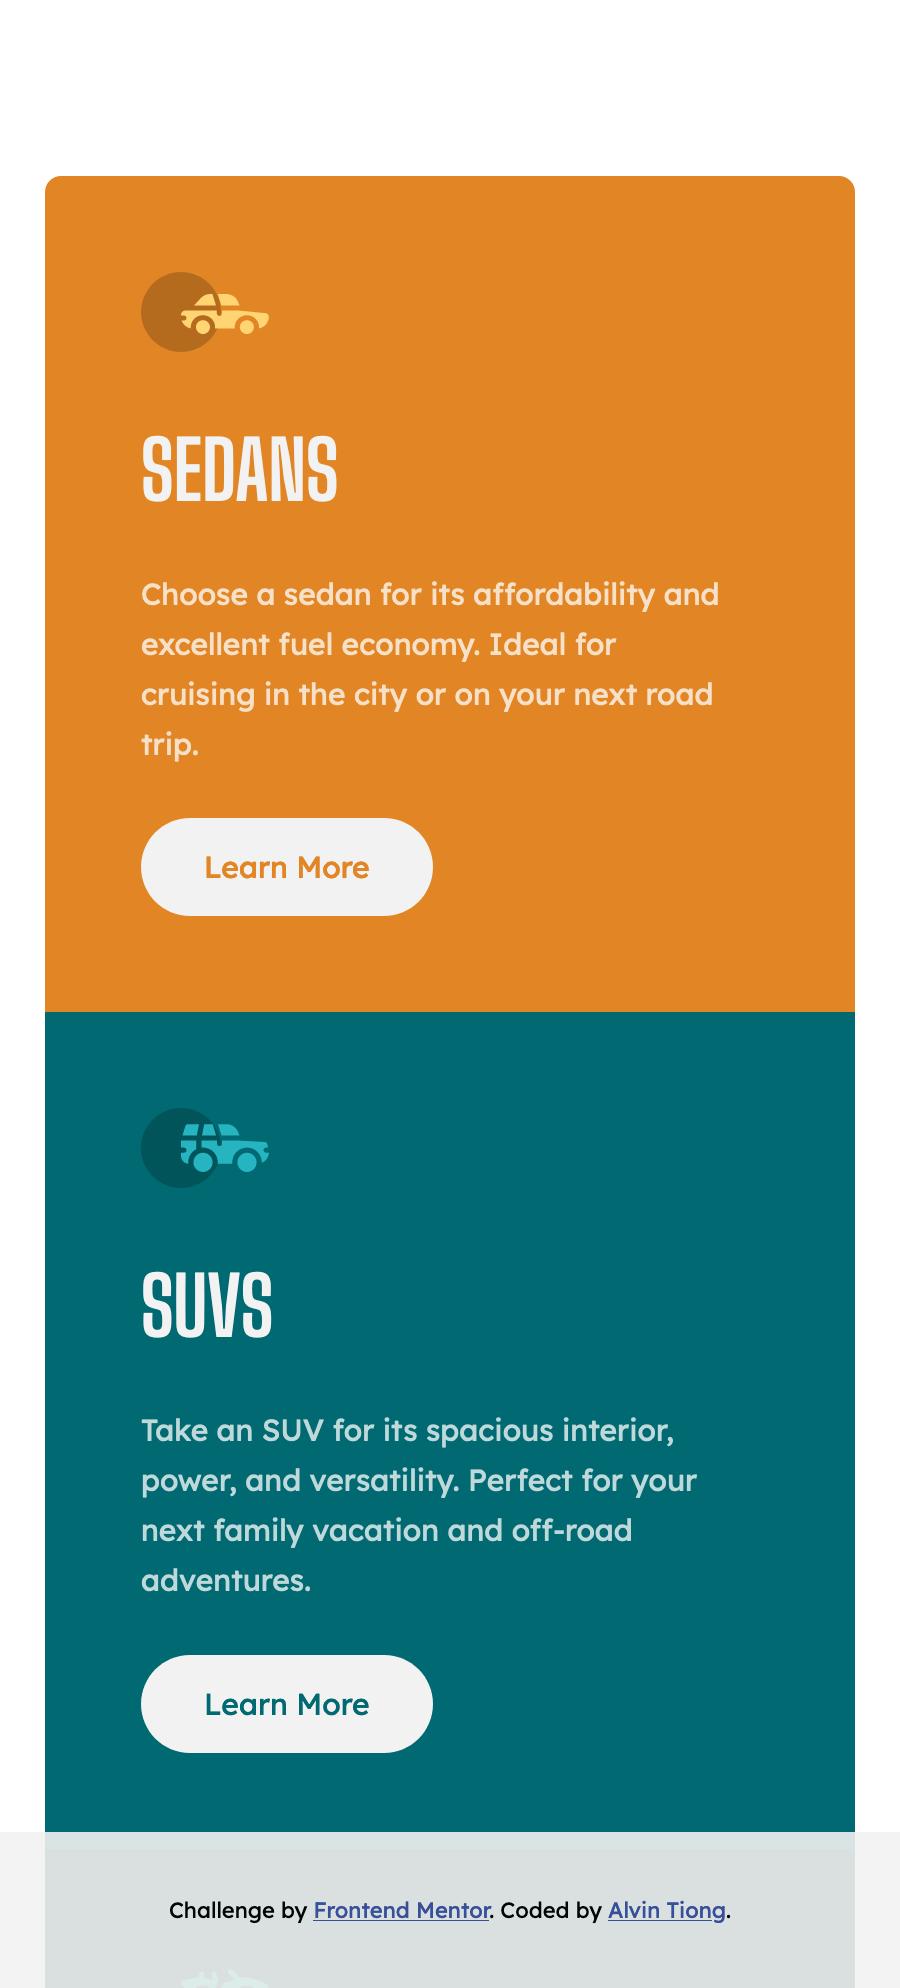 SEDANS
Choose a sedan for its affordability and
excellent fuel economy. Ideal for
cruising in the city or on your next road
trip.
Learn More
SUVS
Take an SUV for its spacious interior,
power, and versatility. Perfect for your
next family vacation and off-road
adventures.
Learn More
Challenge by Frontend Mentor. Coded by Alvin Tiong.